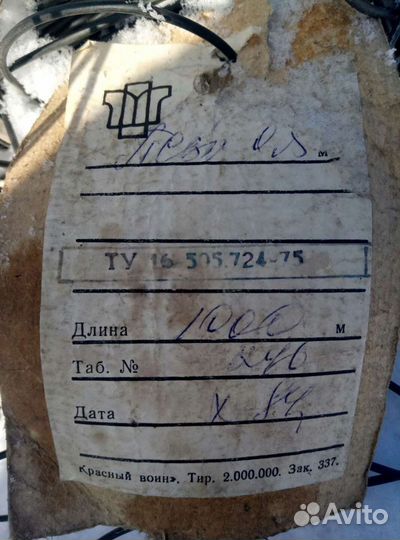 м
ТУ 16-505.724-75
Длина 1000 м
Таб. №
Дата X 84
«Красный воин». Тир. 2.000.000. Зак. 337.
Avito